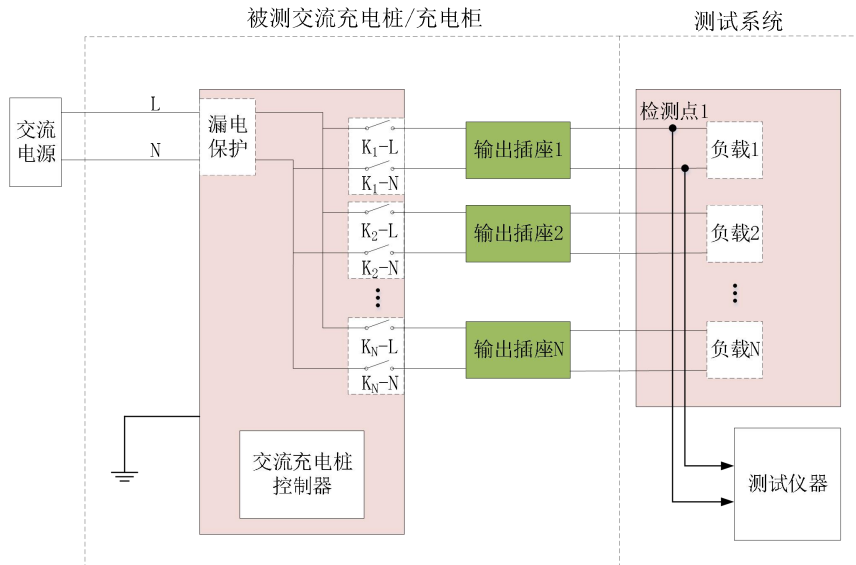 被测交流充电桩/充电柜
测试系统
交流
电源
L
N
漏电
保护
K₁-L
K₁-N
K₂-L
K₂-N
K_N-L
K_N-N
输出插座1
输出插座2
输出插座N
检测点1
负载1
负载2
负载N
交流充电桩
控制器
测试仪器